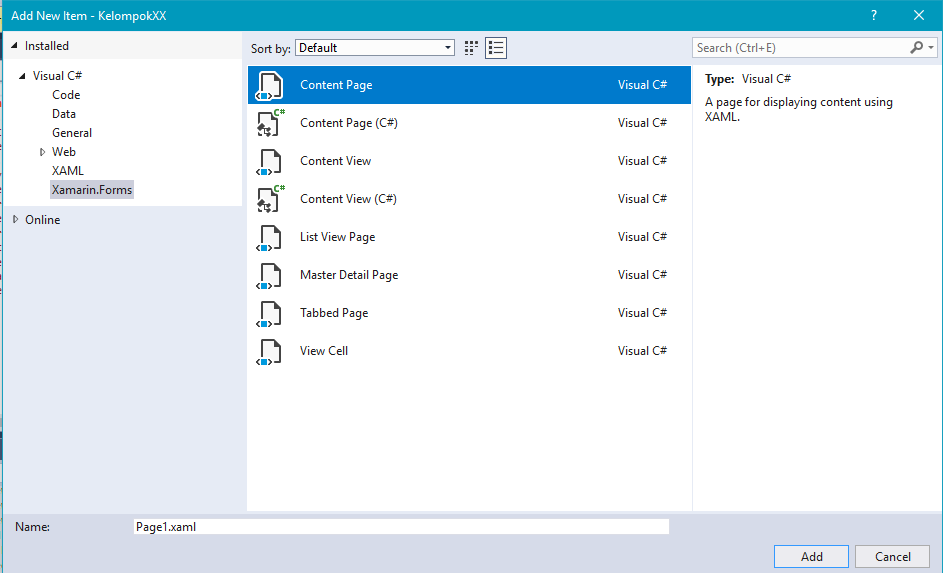 Add New Item - KelompokXX
?
Installed
Sort by: Default
Search (Ctrl+E)
Visual C#
Code
Data
General
Web
XAML
Xamarin.Forms
Online
Content Page Visual C#
C#
Content Page (C#) Visual C#
Content View Visual C#
C#
Content View (C#) Visual C#
List View Page Visual C#
Master Detail Page Visual C#
Tabbed Page Visual C#
View Cell Visual C#
Type: Visual C#
A page for displaying content using
XAML.
Name: Page1.xaml
Add Cancel